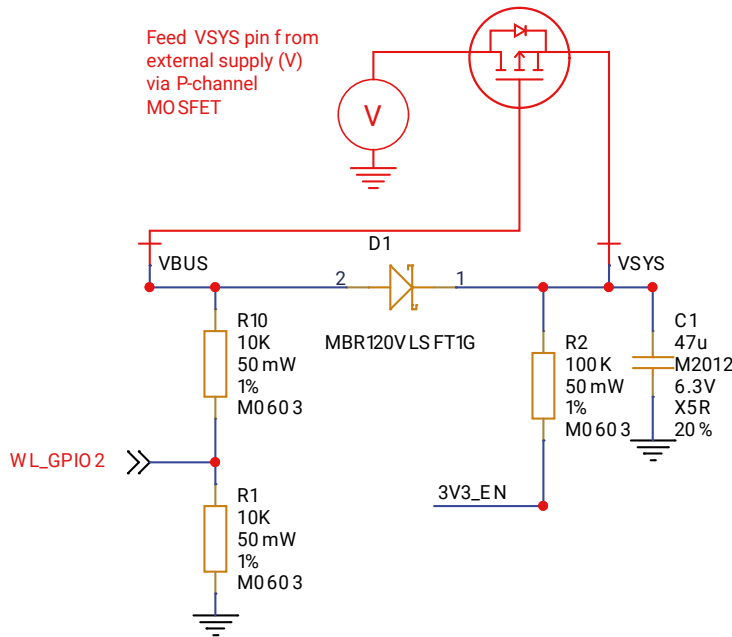 Feed VSYS pin from
external supply (V)
via P-channel
MOSFET
V
D1
VBUS
VSYS
2
1
MBR120VLSFT1G
R10
10K
50mW
1%
M0603
R2
100K
50mW
1%
M0603
C1
47u
M2012
6.3V
X5R
20%
WL_GPIO2
3V3_EN
R1
10K
50mW
1%
M0603